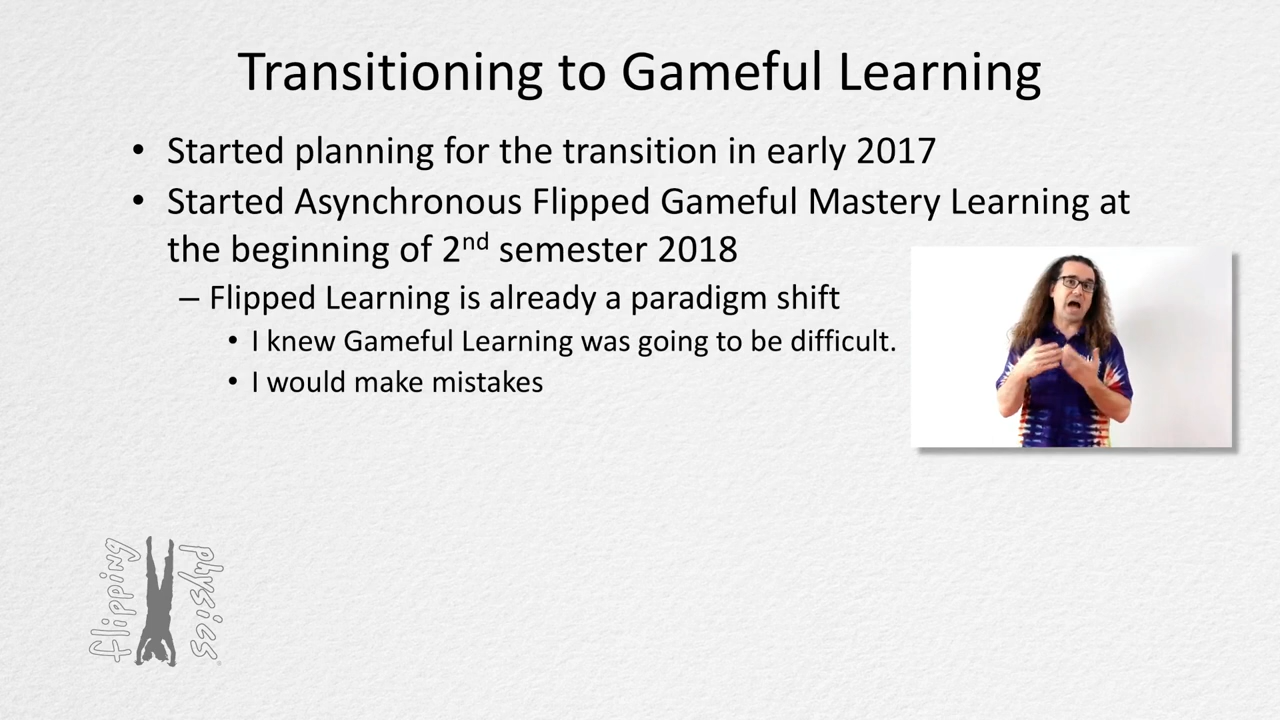 Transitioning to Gameful Learning
• Started planning for the transition in early 2017
• Started Asynchronous Flipped Gameful Mastery Learning at
the beginning of 2nd semester 2018
– Flipped Learning is already a paradigm shift
• I knew Gameful Learning was going to be difficult.
• I would make mistakes
flipping
physics